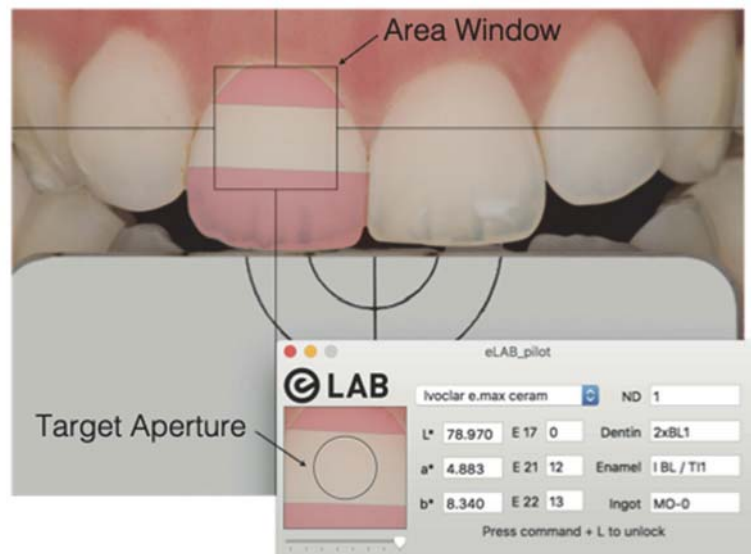 Area Window
Target Aperture
eLAB_pilot
e LAB
Ivoclar e.max ceram ND 1
L* 78.970 E 17 0 Dentin 2xBL1
a* 4.883 E 21 12 Enamel I BL / TI1
b* 8.340 E 22 13 Ingot MO-0
Press command + L to unlock